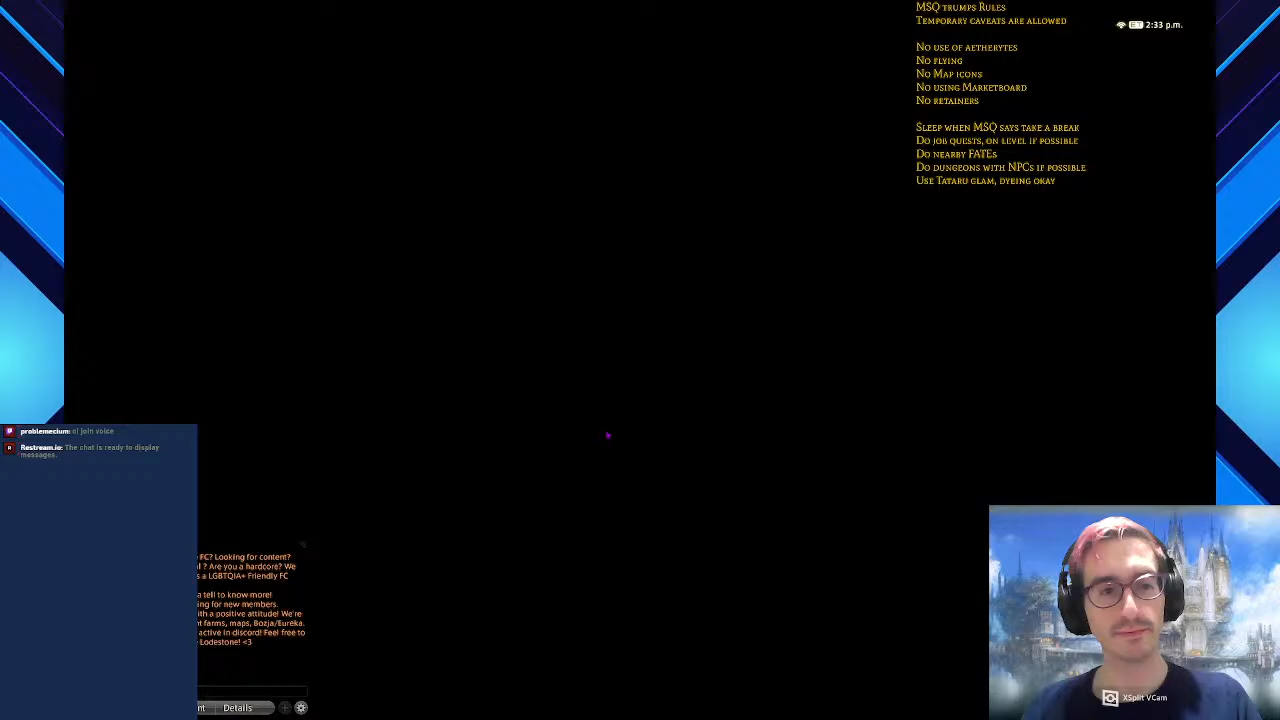 MSQ trumps Rules
Temporary caveats are allowed
ET 2:33 p.m.
No use of aetherytes
No flying
No Map icons
No using Marketboard
No retainers
Sleep when MSQ says take a break
Do job quests, on level if possible
Do nearby FATEs
Do dungeons with NPCs if possible
Use Tataru glam, dyeing okay
problemecium: o! join voice
Restream.io: The chat is ready to display
messages.
FC? Looking for content?
? Are you a hardcore? We
s a LGBTQIA+ Friendly FC
a tell to know more!
ing for new members.
ith a positive attitude! We're
nt farms, maps, Bozja/Eureka.
active in discord! Feel free to
Lodestone! <3
nt
Details
XSplit VCam